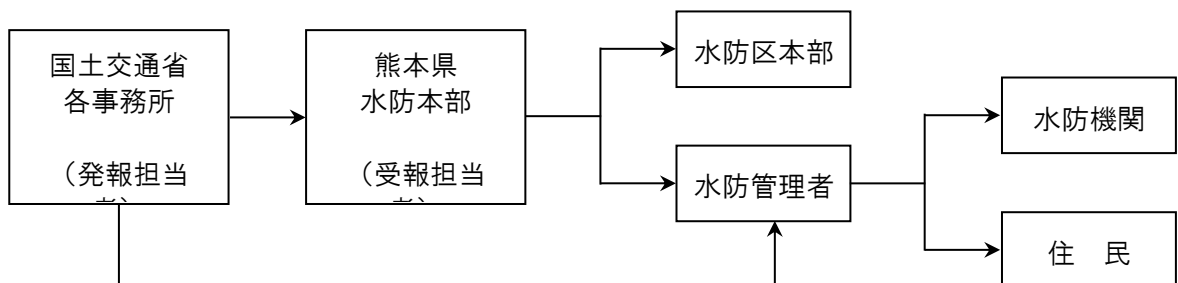 国土交通省
各事務所
（発報担当
者）
熊本県
水防本部
（受報担当
者）
水防区本部
水防管理者
水防機関
住　民